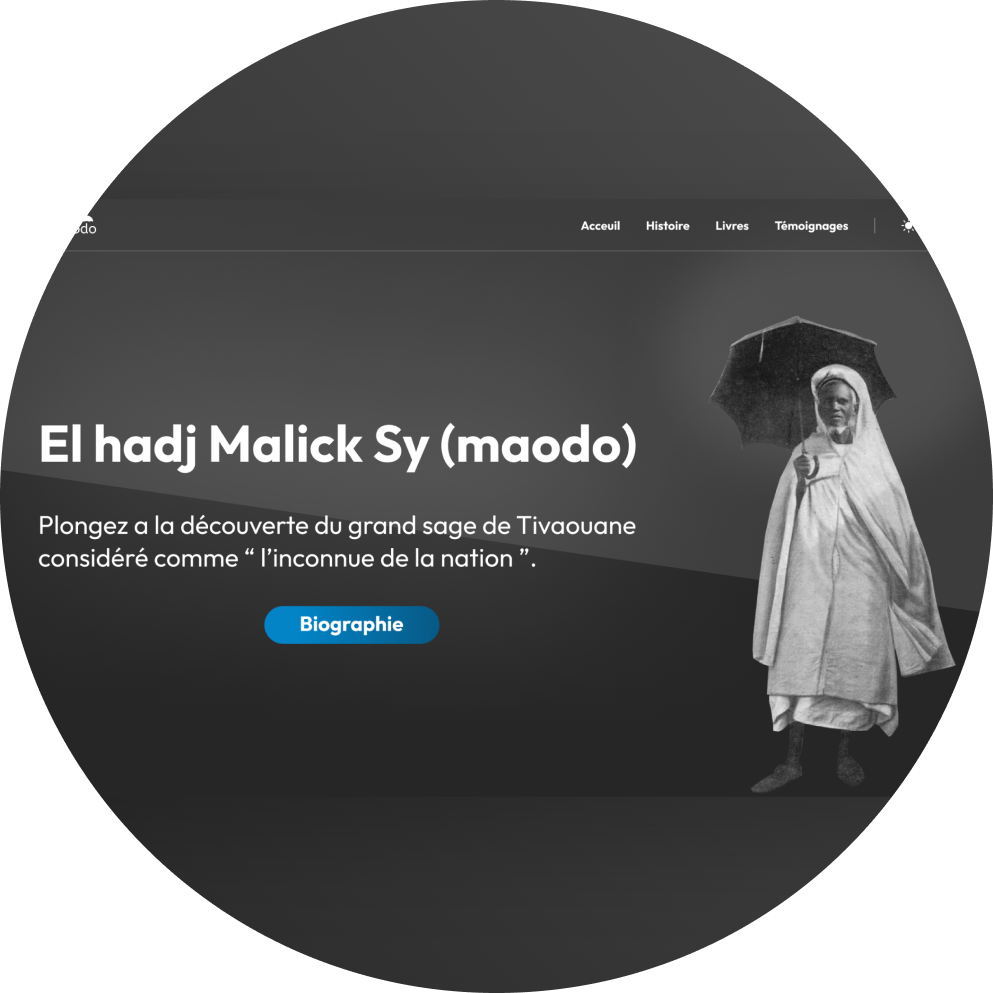 Acceuil Histoire Livres Témoignages
El hadj Malick Sy (maodo)
Plongez a la découverte du grand sage de Tivaouane
considéré comme “ l’inconnue de la nation ”.
Biographie